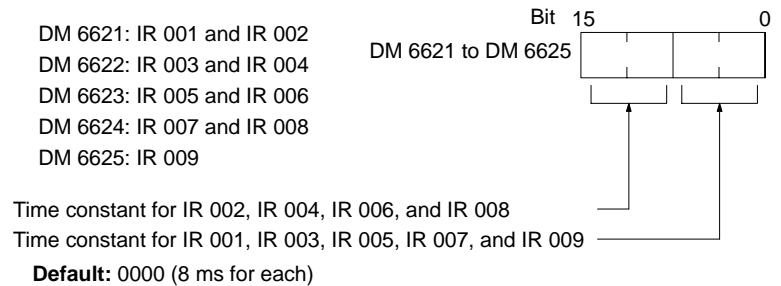 DM 6621: IR 001 and IR 002
DM 6622: IR 003 and IR 004
DM 6623: IR 005 and IR 006
DM 6624: IR 007 and IR 008
DM 6625: IR 009
Bit 15 0
DM 6621 to DM 6625
Time constant for IR 002, IR 004, IR 006, and IR 008
Time constant for IR 001, IR 003, IR 005, IR 007, and IR 009
Default: 0000 (8 ms for each)